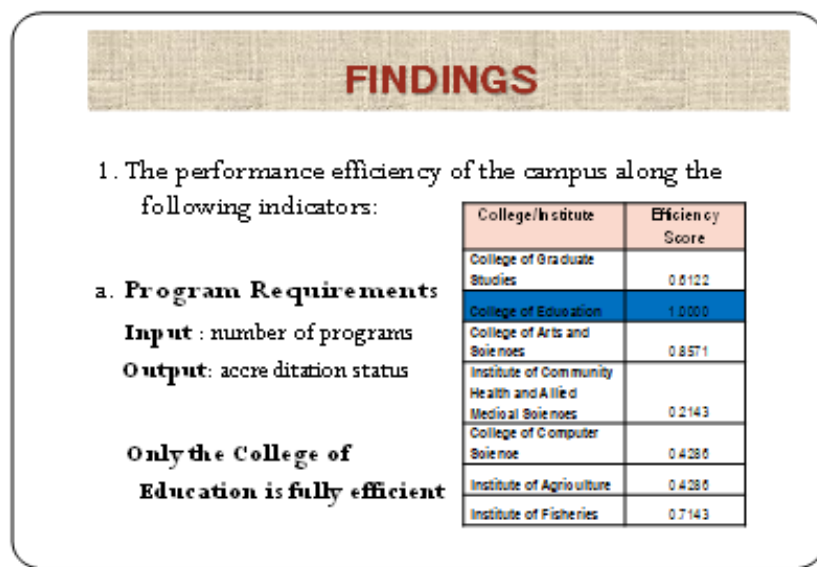 FINDINGS
1. The performance efficiency of the campus along the
following indicators:
a. Program Requirements
Input : number of programs
Output: accreditation status
Only the College of
Education is fully efficient
College/Institute Efficiency
Score
College of Graduate
Studies 0.6122
College of Education 1.0000
College of Arts and
Sciences 0.8571
Institute of Community
Health and Allied
Medical Sciences 0.2143
College of Computer
Science 0.4286
Institute of Agriculture 0.4286
Institute of Fisheries 0.7143